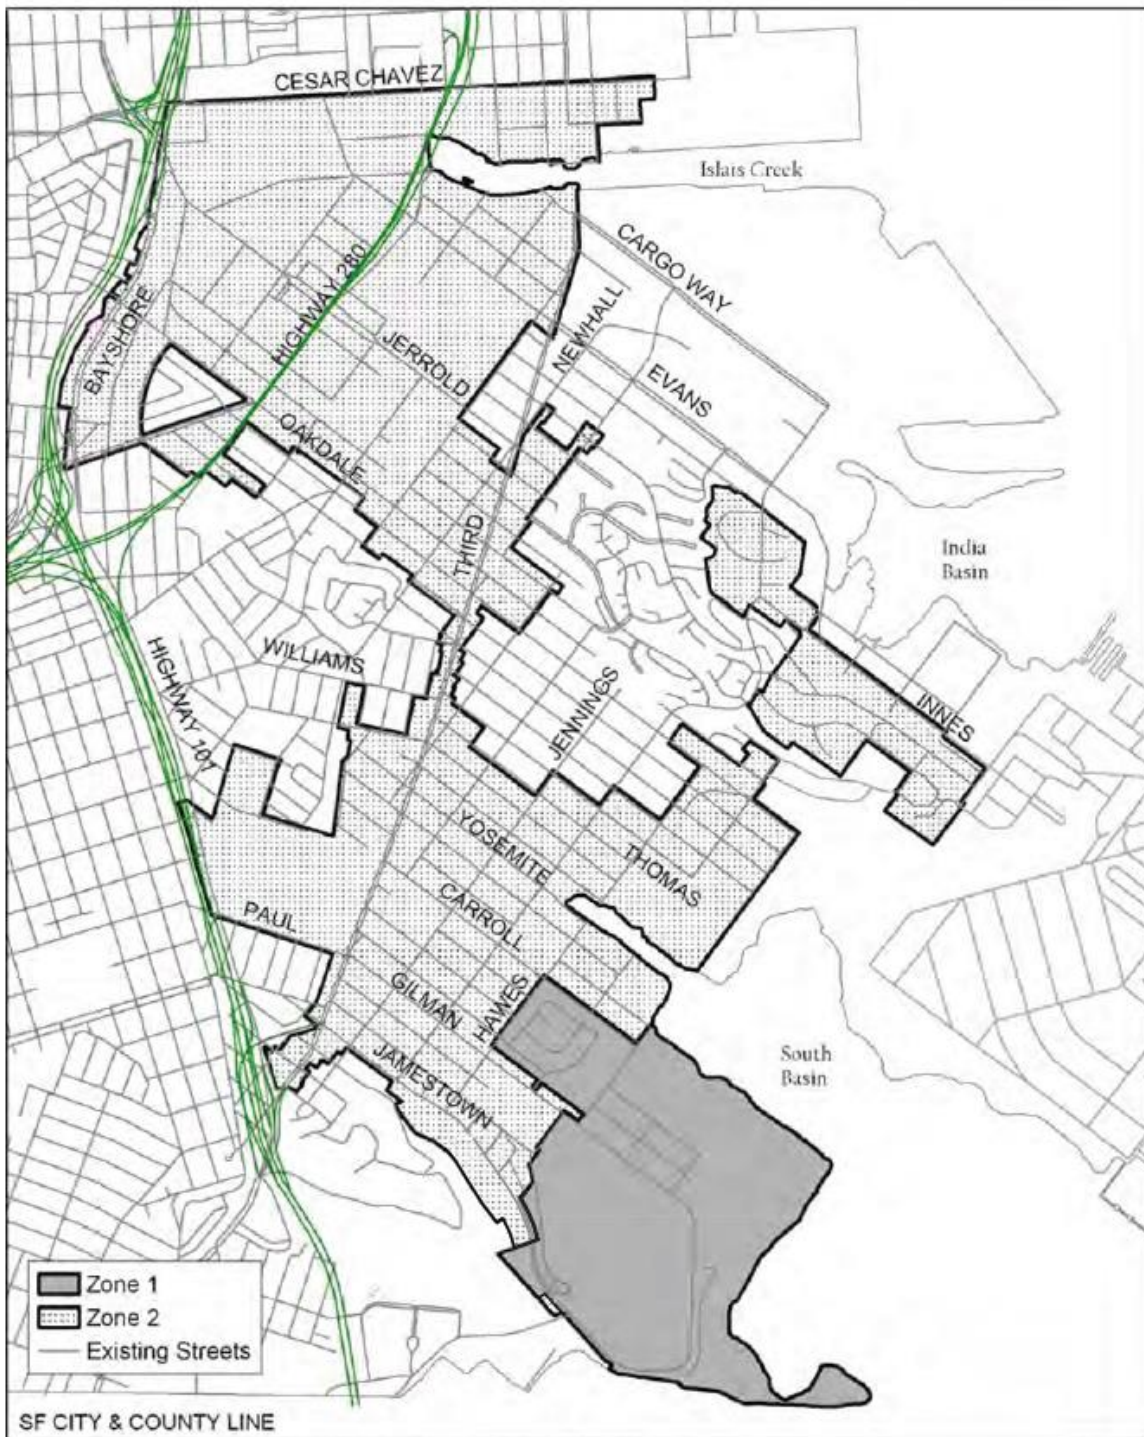 CESAR CHAVEZ
Islais Creek
CARGO WAY
HIGHWAY 280
NEWHALL
BAYSHORE
JERROLD
EVANS
OAKDALE
THIRD
India
Basin
WILLIAMS
HIGHWAY 101
JENNINGS
INNES
YOSEMITE
THOMAS
CARROLL
PAUL
GILMAN
HAWES
JAMESTOWN
South
Basin
Zone 1
Zone 2
Existing Streets
SF CITY & COUNTY LINE